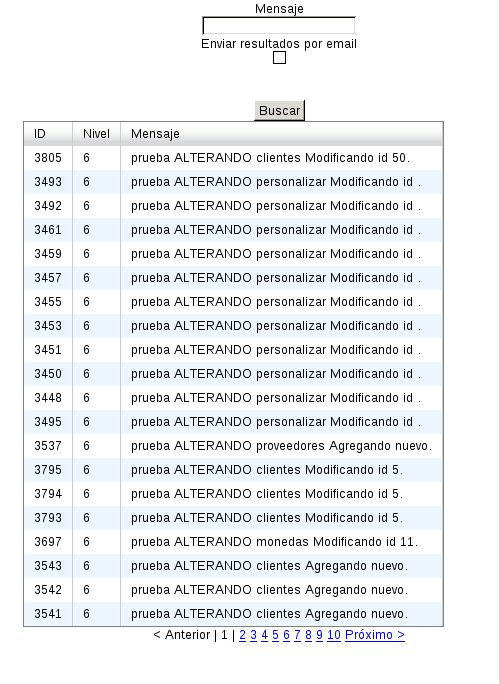 Mensaje
Enviar resultados por email
Buscar
ID Nivel Mensaje
3805 6 prueba ALTERANDO clientes Modificando id 50.
3493 6 prueba ALTERANDO personalizar Modificando id .
3492 6 prueba ALTERANDO personalizar Modificando id .
3461 6 prueba ALTERANDO personalizar Modificando id .
3459 6 prueba ALTERANDO personalizar Modificando id .
3457 6 prueba ALTERANDO personalizar Modificando id .
3455 6 prueba ALTERANDO personalizar Modificando id .
3453 6 prueba ALTERANDO personalizar Modificando id .
3451 6 prueba ALTERANDO personalizar Modificando id .
3450 6 prueba ALTERANDO personalizar Modificando id .
3448 6 prueba ALTERANDO personalizar Modificando id .
3495 6 prueba ALTERANDO personalizar Modificando id .
3537 6 prueba ALTERANDO proveedores Agregando nuevo.
3795 6 prueba ALTERANDO clientes Modificando id 5.
3794 6 prueba ALTERANDO clientes Modificando id 5.
3793 6 prueba ALTERANDO clientes Modificando id 5.
3697 6 prueba ALTERANDO monedas Modificando id 11.
3543 6 prueba ALTERANDO clientes Agregando nuevo.
3542 6 prueba ALTERANDO clientes Agregando nuevo.
3541 6 prueba ALTERANDO clientes Agregando nuevo.
< Anterior | 1 | 2 3 4 5 6 7 8 9 10 Próximo >